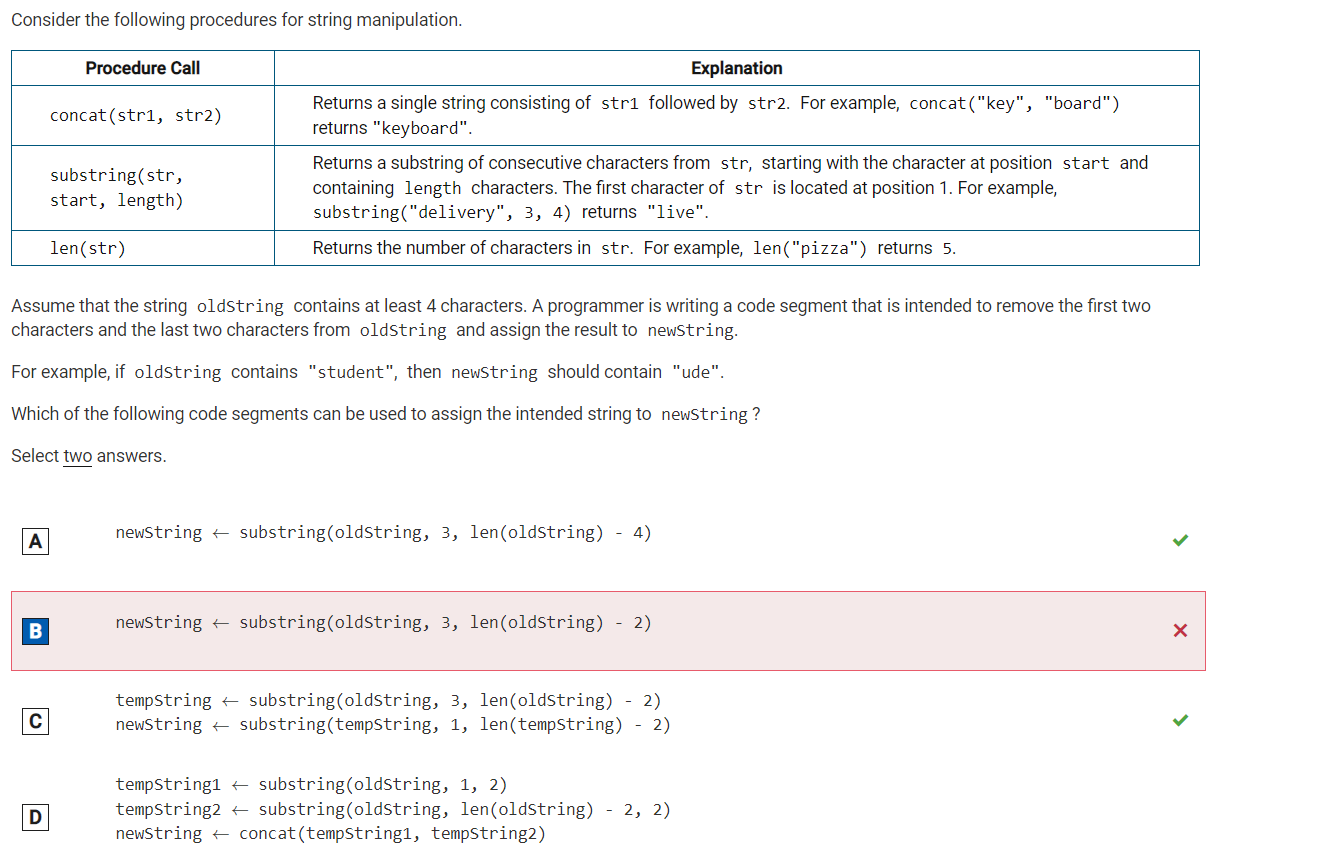 Consider the following procedures for string manipulation.
Procedure Call
Explanation
concat(str1, str2)
Returns a single string consisting of str1 followed by str2. For example, concat("key", "board")
returns "keyboard".
substring(str,
start, length)
Returns a substring of consecutive characters from str, starting with the character at position start and
containing length characters. The first character of str is located at position 1. For example,
substring("delivery", 3, 4) returns "live".
len(str)
Returns the number of characters in str. For example, len("pizza") returns 5.
Assume that the string oldString contains at least 4 characters. A programmer is writing a code segment that is intended to remove the first two
characters and the last two characters from oldString and assign the result to newString.
For example, if oldString contains "student", then newString should contain "ude".
Which of the following code segments can be used to assign the intended string to newString ?
Select two answers.
A
newString ← substring(oldString, 3, len(oldString) - 4)
B
newString ← substring(oldString, 3, len(oldString) - 2)
C
tempString ← substring(oldString, 3, len(oldString) - 2)
newString ← substring(tempString, 1, len(tempString) - 2)
D
tempString1 ← substring(oldString, 1, 2)
tempString2 ← substring(oldString, len(oldString) - 2, 2)
newString ← concat(tempString1, tempString2)